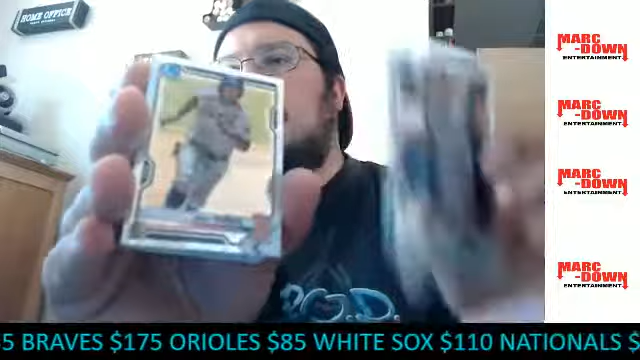 HOME OFFICE
MARC
-DOWN
ENTERTAINMENT
MARC
-DOWN
ENTERTAINMENT
MARC
-DOWN
ENTERTAINMENT
MARC
-DOWN
ENTERTAINMENT
P.O.D.
5 BRAVES $175 ORIOLES $85 WHITE SOX $110 NATIONALS $